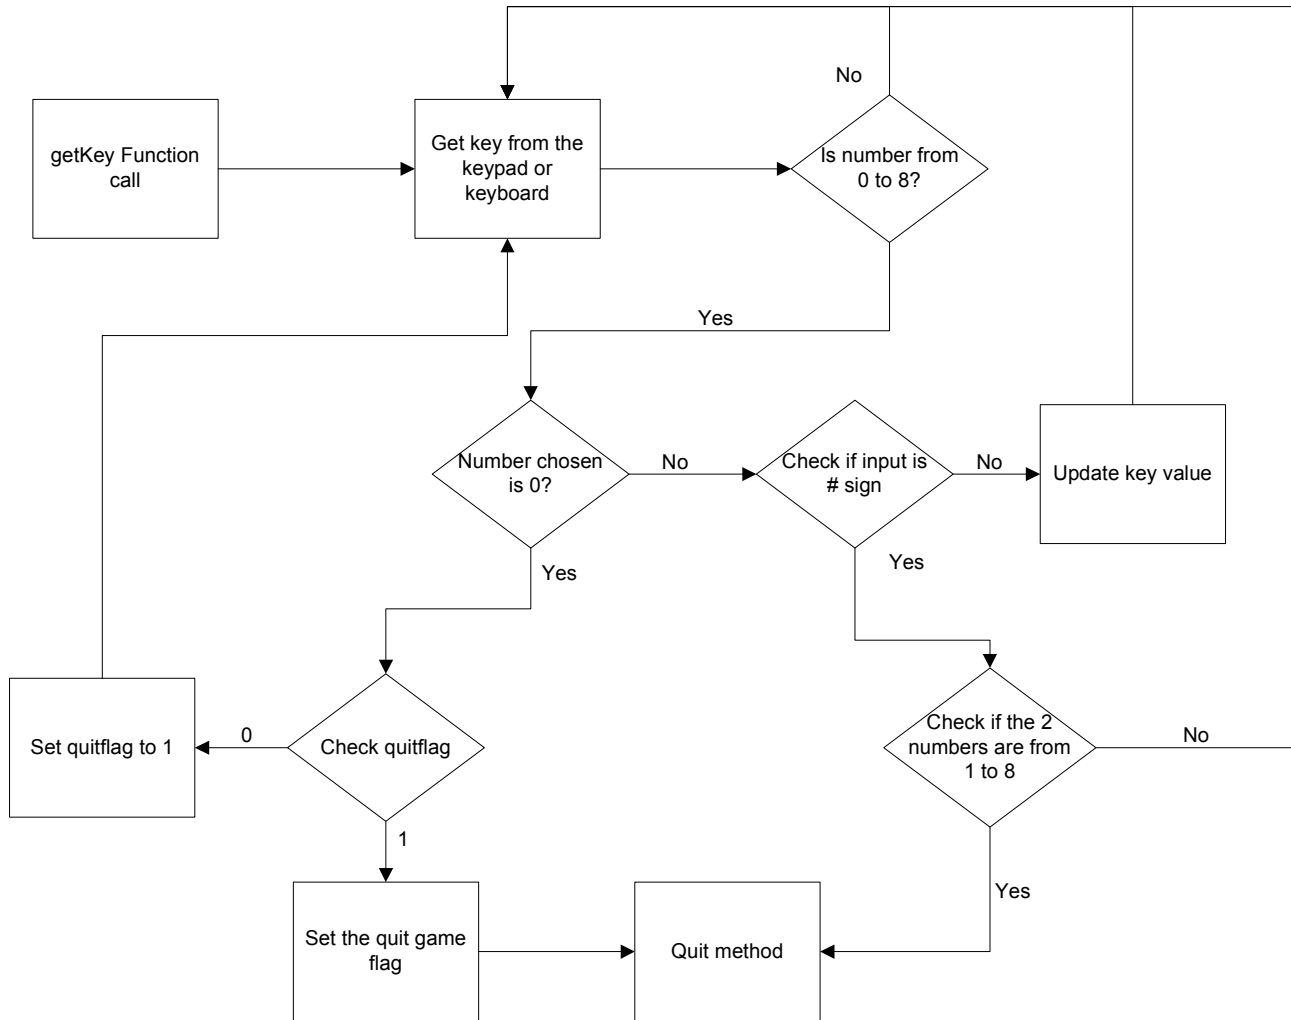 No
getKey Function
call
Get key from the
keypad or
keyboard
Is number from
0 to 8?
Yes
Number chosen
is 0?
No
Check if input is
# sign
No
Update key value
Yes
Yes
Set quitflag to 1
0
Check quitflag
Check if the 2
numbers are from
1 to 8
No
1
Yes
Set the quit game
flag
Quit method